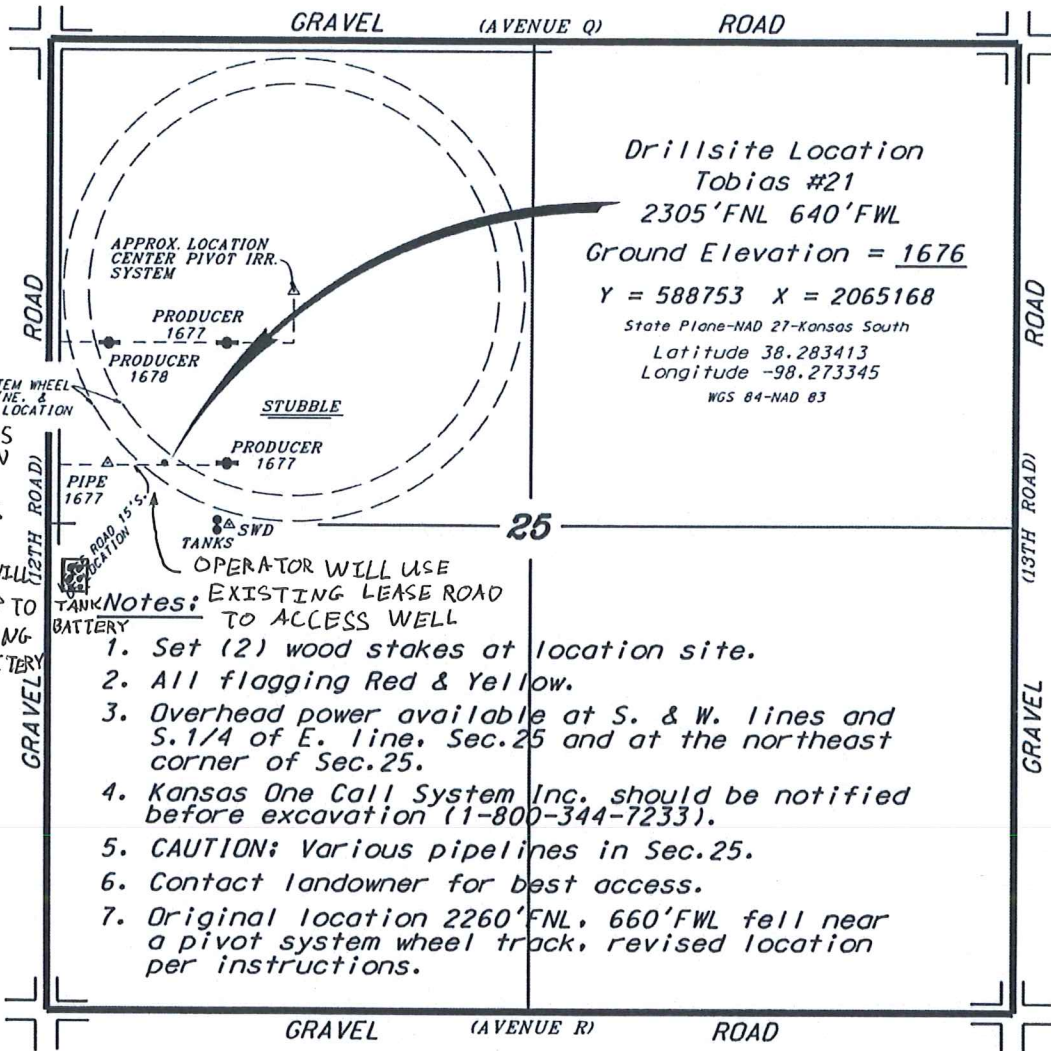 GRAVEL (AVENUE Q) ROAD
Drillsite Location
Tobias #21
2305'FNL 640'FWL
Ground Elevation = 1676
Y = 588753 X = 2065168
State Plane-NAD 27-Kansas South
Latitude 38.283413
Longitude -98.273345
WGS 84-NAD 83
APPROX. LOCATION
CENTER PIVOT IRR.
SYSTEM
ROAD
ROAD
PRODUCER
1677
PRODUCER
1678
WHEEL
&
LOCATION
STUBBLE
PRODUCER
1677
PIPE
1677
(12TH ROAD)
(13TH ROAD)
ROAD 15'S.
LOCATION
SWD
TANKS
25
OPERATOR WILL USE
EXISTING LEASE ROAD
TO ACCESS WELL
TO
TANK
BATTERY
GRAVEL
GRAVEL
Notes:
1. Set (2) wood stakes at location site.
2. All flagging Red & Yellow.
3. Overhead power available at S. & W. lines and
S.1/4 of E. line, Sec.25 and at the northeast
corner of Sec.25.
4. Kansas One Call System Inc. should be notified
before excavation (1-800-344-7233).
5. CAUTION: Various pipelines in Sec.25.
6. Contact landowner for best access.
7. Original location 2260'FNL, 660'FWL fell near
a pivot system wheel track, revised location
per instructions.
GRAVEL (AVENUE R) ROAD